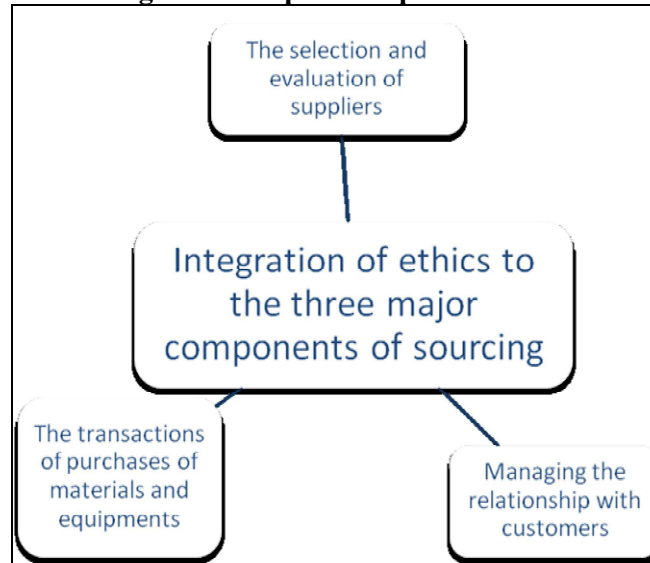 The selection and
evaluation of
suppliers
Integration of ethics to
the three major
components of sourcing
The transactions
of purchases of
materials and
equipments
Managing the
relationship with
customers